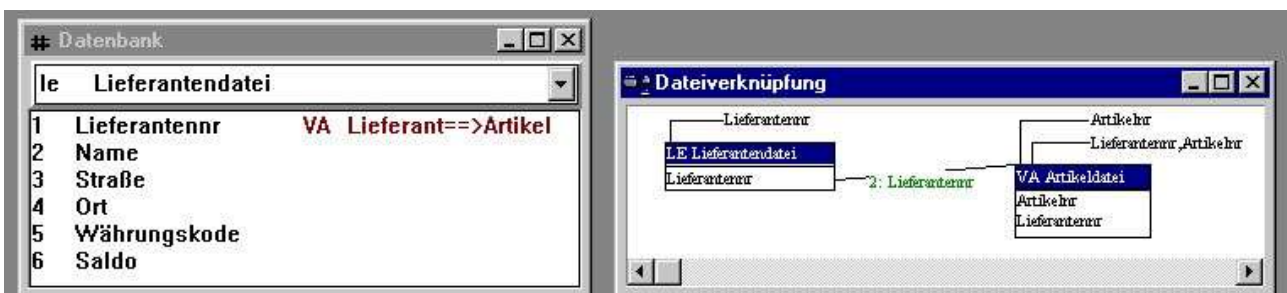 Datenbank
le Lieferantendatei
1 Lieferantennr VA Lieferant==>Artikel
2 Name
3 Straße
4 Ort
5 Währungskode
6 Saldo
Dateiverknüpfung
Lieferantennr
LE Lieferantendatei
Lieferantennr
2: Lieferantennr
Artikelnr
Lieferantennr,Artikelnr
VA Artikeldatei
Artikelnr
Lieferantennr